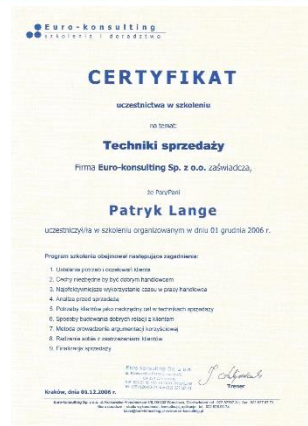 Euro-konsulting
szkolenia i doradztwo
CERTYFIKAT
uczestnictwa w szkoleniu
na temat:
Techniki sprzedaży
Firma Euro-konsulting Sp. z o.o. zaświadcza,
że Pan/Pani
Patryk Lange
uczestniczył/a w szkoleniu organizowanym w dniu 01 grudnia 2006 r.
Program szkolenia obejmował następujące zagadnienia:
1. Ustalenie potrzeb i oczekiwań klienta
2. Cechy niezbędne by być dobrym handlowcem
3. Najefektywniejsze wykorzystanie czasu w pracy handlowca
4. Analiza przed sprzedażą
5. Potrzeby klientów jako nadrzędny cel w technikach sprzedaży
6. Sposoby budowania dobrych relacji z klientem
7. Metoda prowadzenia argumentacji korzyściowej
8. Radzenie sobie z zastrzeżeniami klientów
9. Finalizacja sprzedaży
Trener
Kraków, dnia 01.12.2006 r.